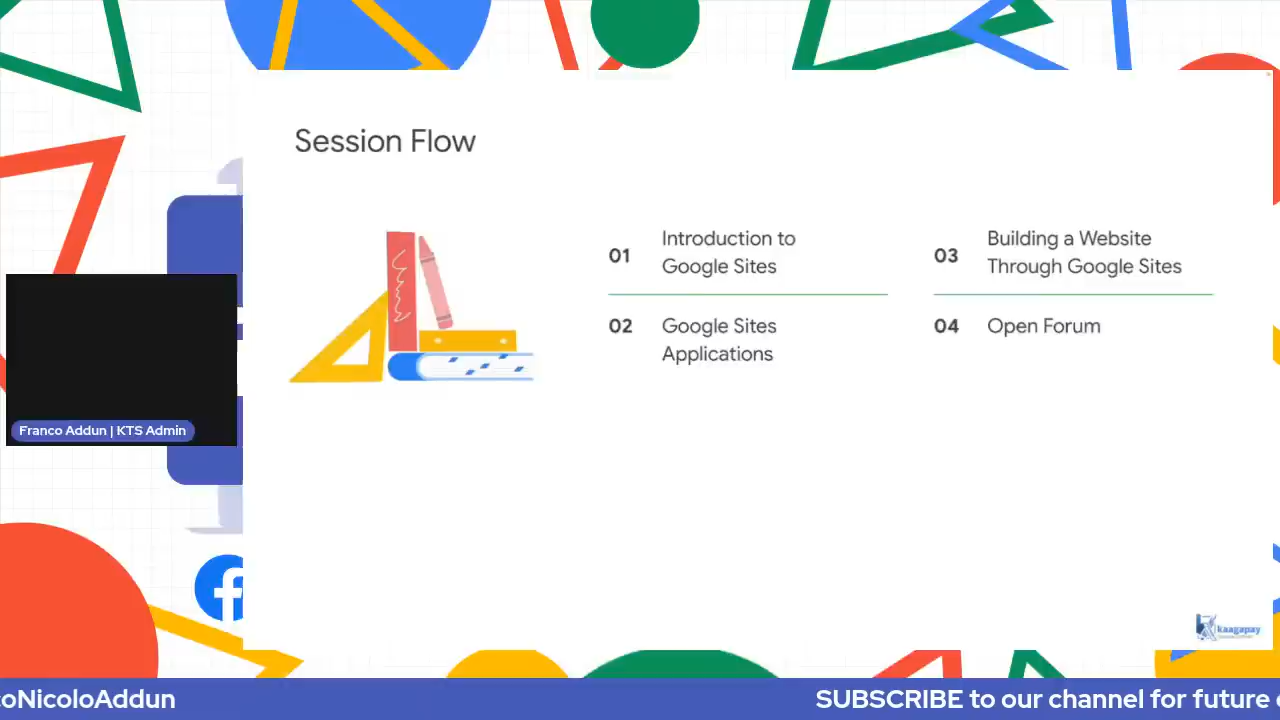 Session Flow
01
Introduction to
Google Sites
02
Google Sites
Applications
03
Building a Website
Through Google Sites
04
Open Forum
Franco Addun | KTS Admin
kaagapay
coNicoloAddun
SUBSCRIBE to our channel for future